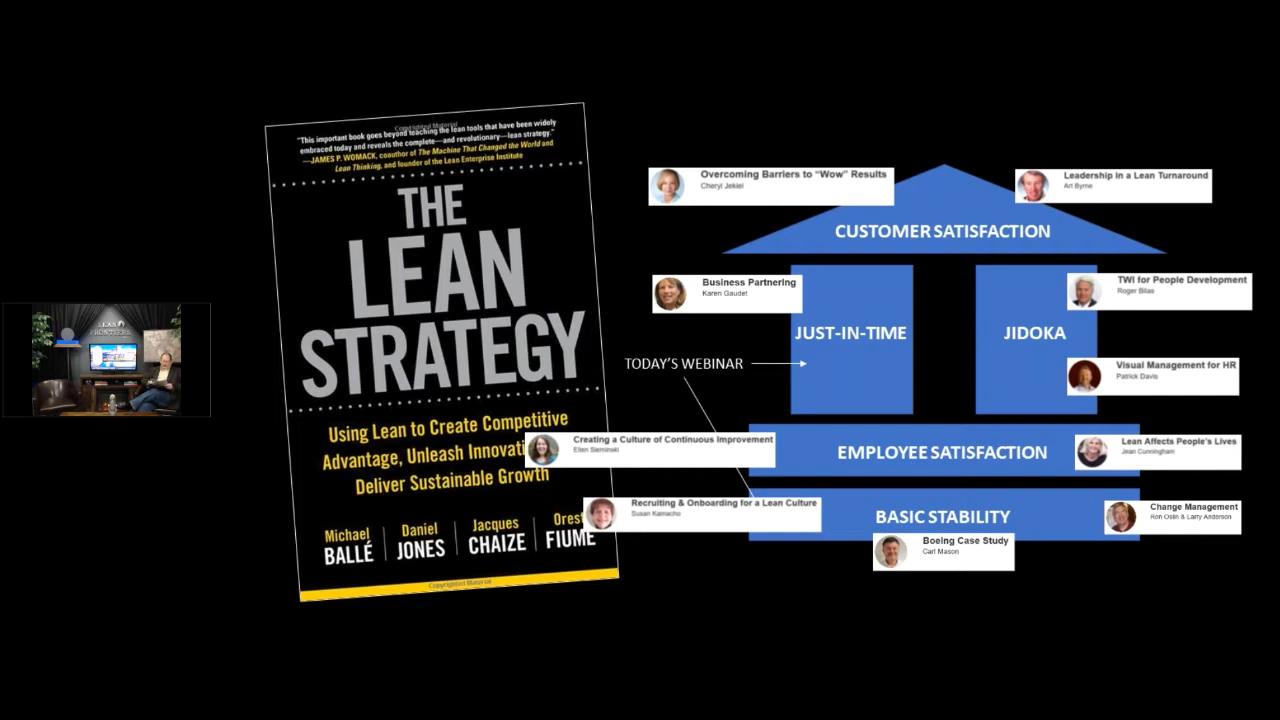 Copyrighted Material
"This important book goes beyond teaching the lean tools that have been widely
embraced today and reveals the complete—and revolutionary—lean strategy."
—JAMES P. WOMACK, coauthor of The Machine That Changed the World and
Lean Thinking, and founder of the Lean Enterprise Institute
THE
LEAN
STRATEGY
Using Lean to Create Competitive
Advantage, Unleash Innovati
Deliver Sustainable Growth
Michael
BALLÉ
Daniel
JONES
Jacques
CHAIZE
Orest
FIUME
Copyrighted Material
LEAN
FRONTIERS
Overcoming Barriers to “Wow” Results
Cheryl Jekiel
Leadership in a Lean Turnaround
Art Byrne
CUSTOMER SATISFACTION
Business Partnering
Karen Gaudet
TWI for People Development
Roger Bilas
JUST-IN-TIME
JIDOKA
TODAY'S WEBINAR
Visual Management for HR
Patrick Davis
Creating a Culture of Continuous Improvement
Ellen Sieminski
EMPLOYEE SATISFACTION
Lean Affects People's Lives
Jean Cunningham
Recruiting & Onboarding for a Lean Culture
Susan Kamacho
BASIC STABILITY
Change Management
Ron Oslin & Larry Anderson
Boeing Case Study
Carl Mason